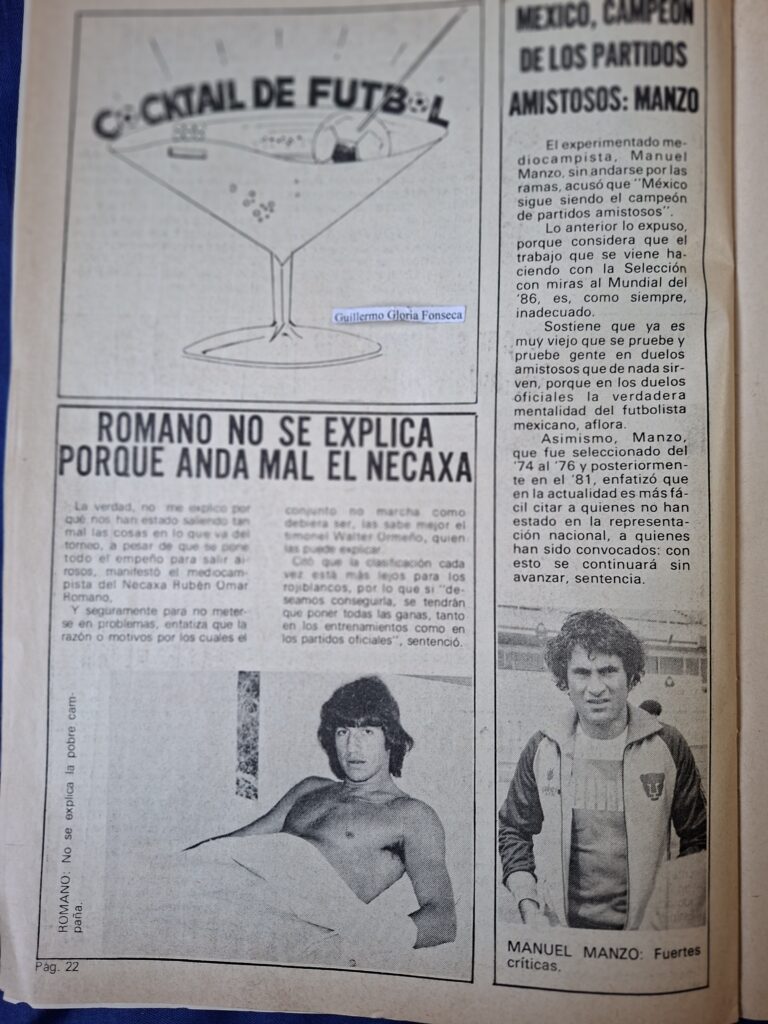 COCKTAIL DE FUTBOL
Guillermo Gloria Fonseca
ROMANO NO SE EXPLICA
PORQUE ANDA MAL EL NECAXA
La verdad, no me explico por
qué nos han estado saliendo tan
mal las cosas en lo que va del
torneo, a pesar de que se pone
todo el empeño para salir ai-
rosos, manifestó el mediocam-
pista del Necaxa Rubén Omar
Romano.
Y seguramente para no meter-
se en problemas, enfatiza que la
razón o motivos por los cuales el
conjunto no marcha como
debiera ser, las sabe mejor el
timonel Walter Ormeño, quien
las puede explicar.
Citó que la clasificación cada
vez está más lejos para los
rojiblancos, por lo que si "de-
seamos conseguirla, se tendrán
que poner todas las ganas, tanto
en los entrenamientos como en
los partidos oficiales", sentenció.
ROMANO: No se explica la pobre cam-
paña.
Pág. 22
MEXICO, CAMPEON
DE LOS PARTIDOS
AMISTOSOS: MANZO
El experimentado me-
diocampista, Manuel
Manzo, sin andarse por las
ramas, acusó que "México
sigue siendo el campeón
de partidos amistosos".
Lo anterior lo expuso,
porque considera que el
trabajo que se viene ha-
ciendo con la Selección
con miras al Mundial del
'86, es, como siempre,
inadecuado.
Sostiene que ya es
muy viejo que se pruebe y
pruebe gente en duelos
amistosos que de nada sir-
ven, porque en los duelos
oficiales la verdadera
mentalidad del futbolista
mexicano, aflora.
Asimismo, Manzo,
que fue seleccionado del
'74 al '76 y posteriormen-
te en el '81, enfatizó que
en la actualidad es más fá-
cil citar a quienes no han
estado en la representa-
ción nacional, a quienes
han sido convocados: con
esto se continuará sin
avanzar, sentencia.
MANUEL MANZO: Fuertes
críticas.